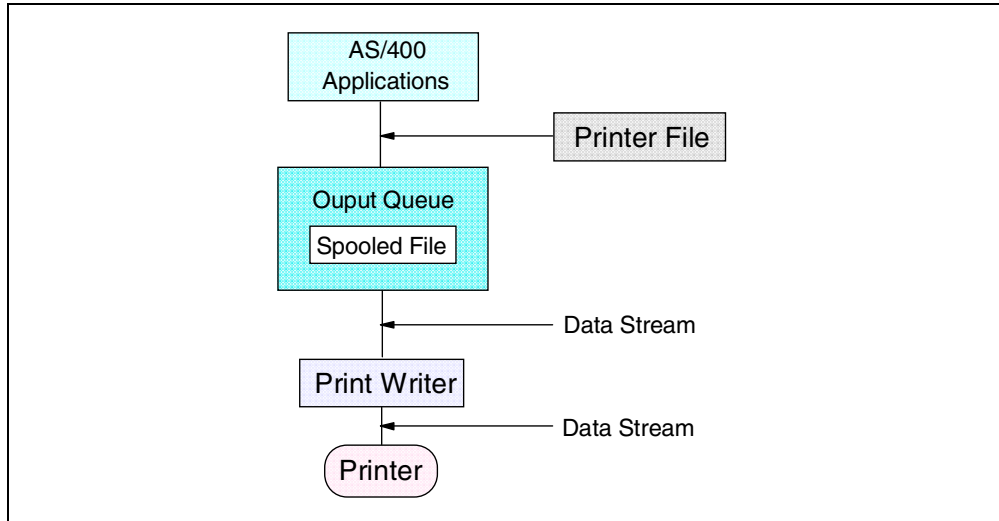 AS/400
Applications
Printer File
Ouput Queue
Spooled File
Data Stream
Print Writer
Data Stream
Printer